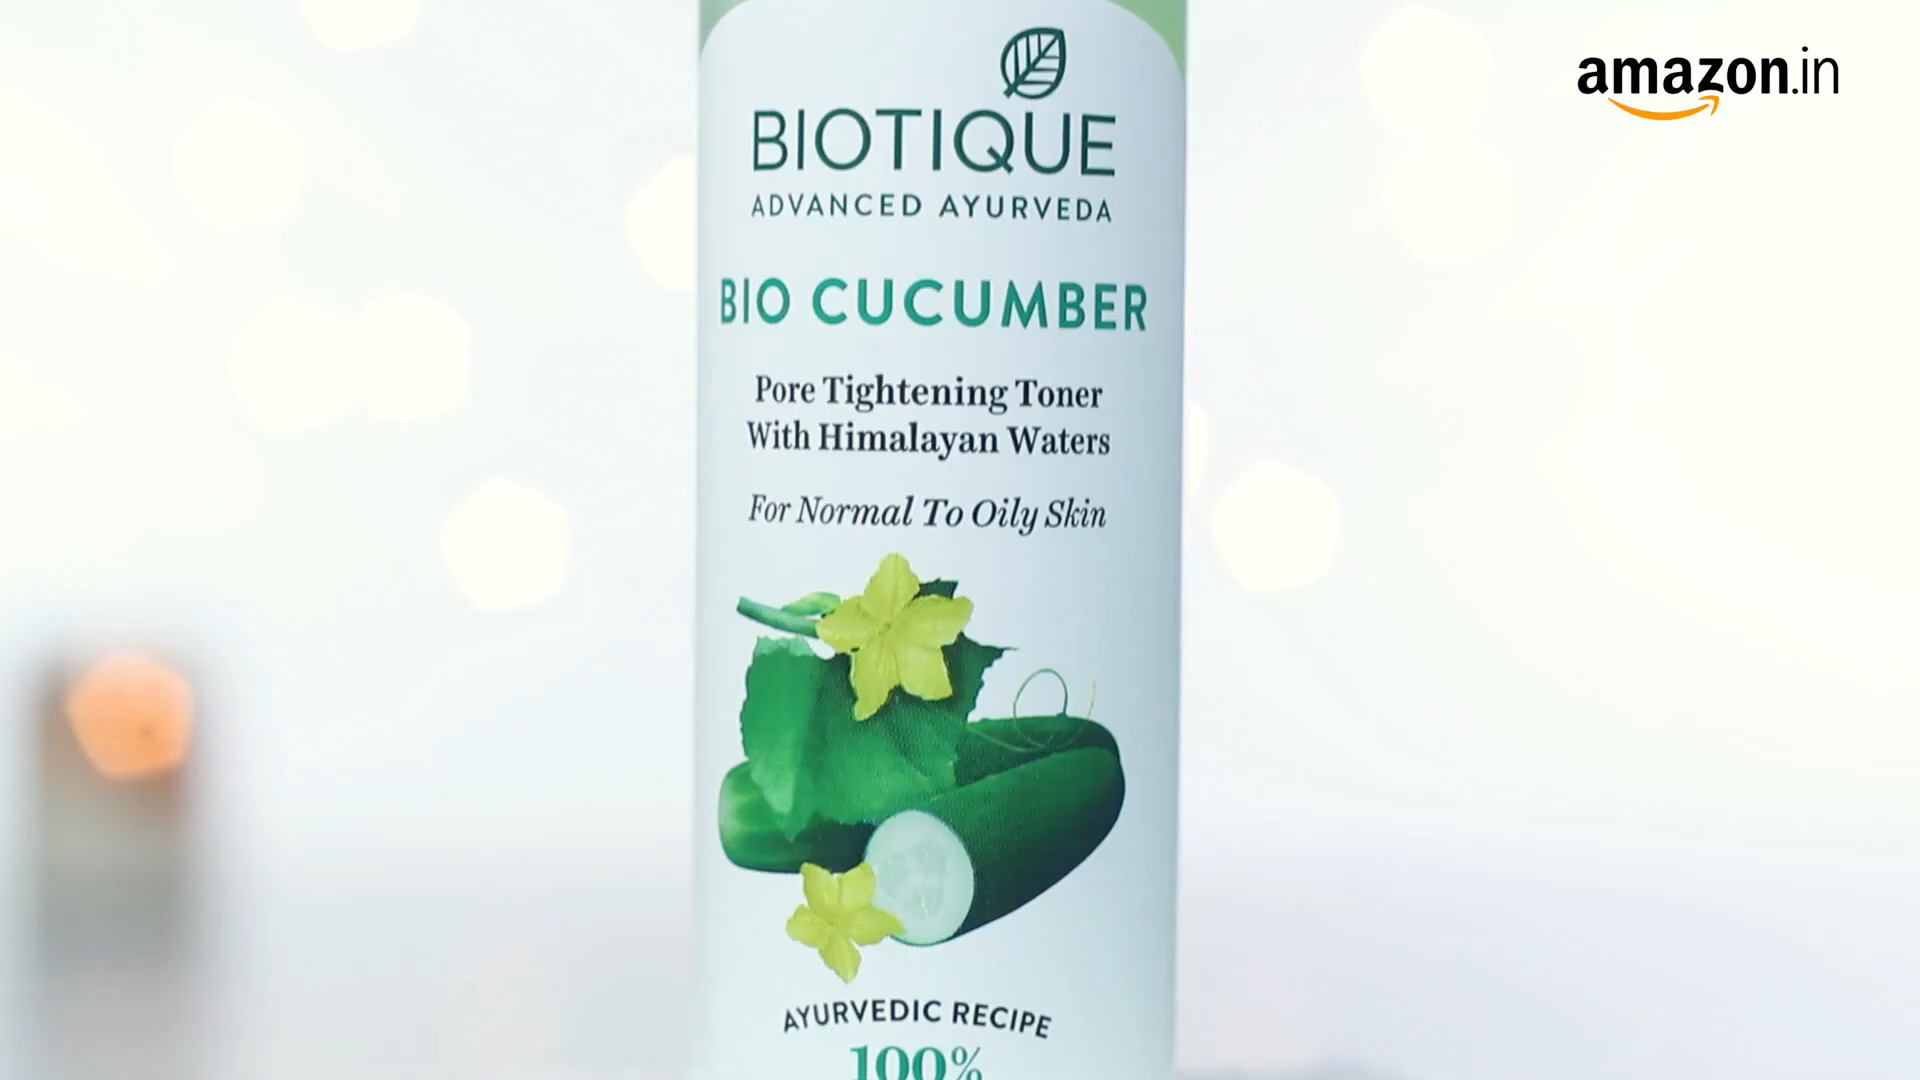 amazon.in
BIOTIQUE
ADVANCED AYURVEDA
BIO CUCUMBER
Pore Tightening Toner
With Himalayan Waters
For Normal To Oily Skin
AYURVEDIC RECIPE
100%